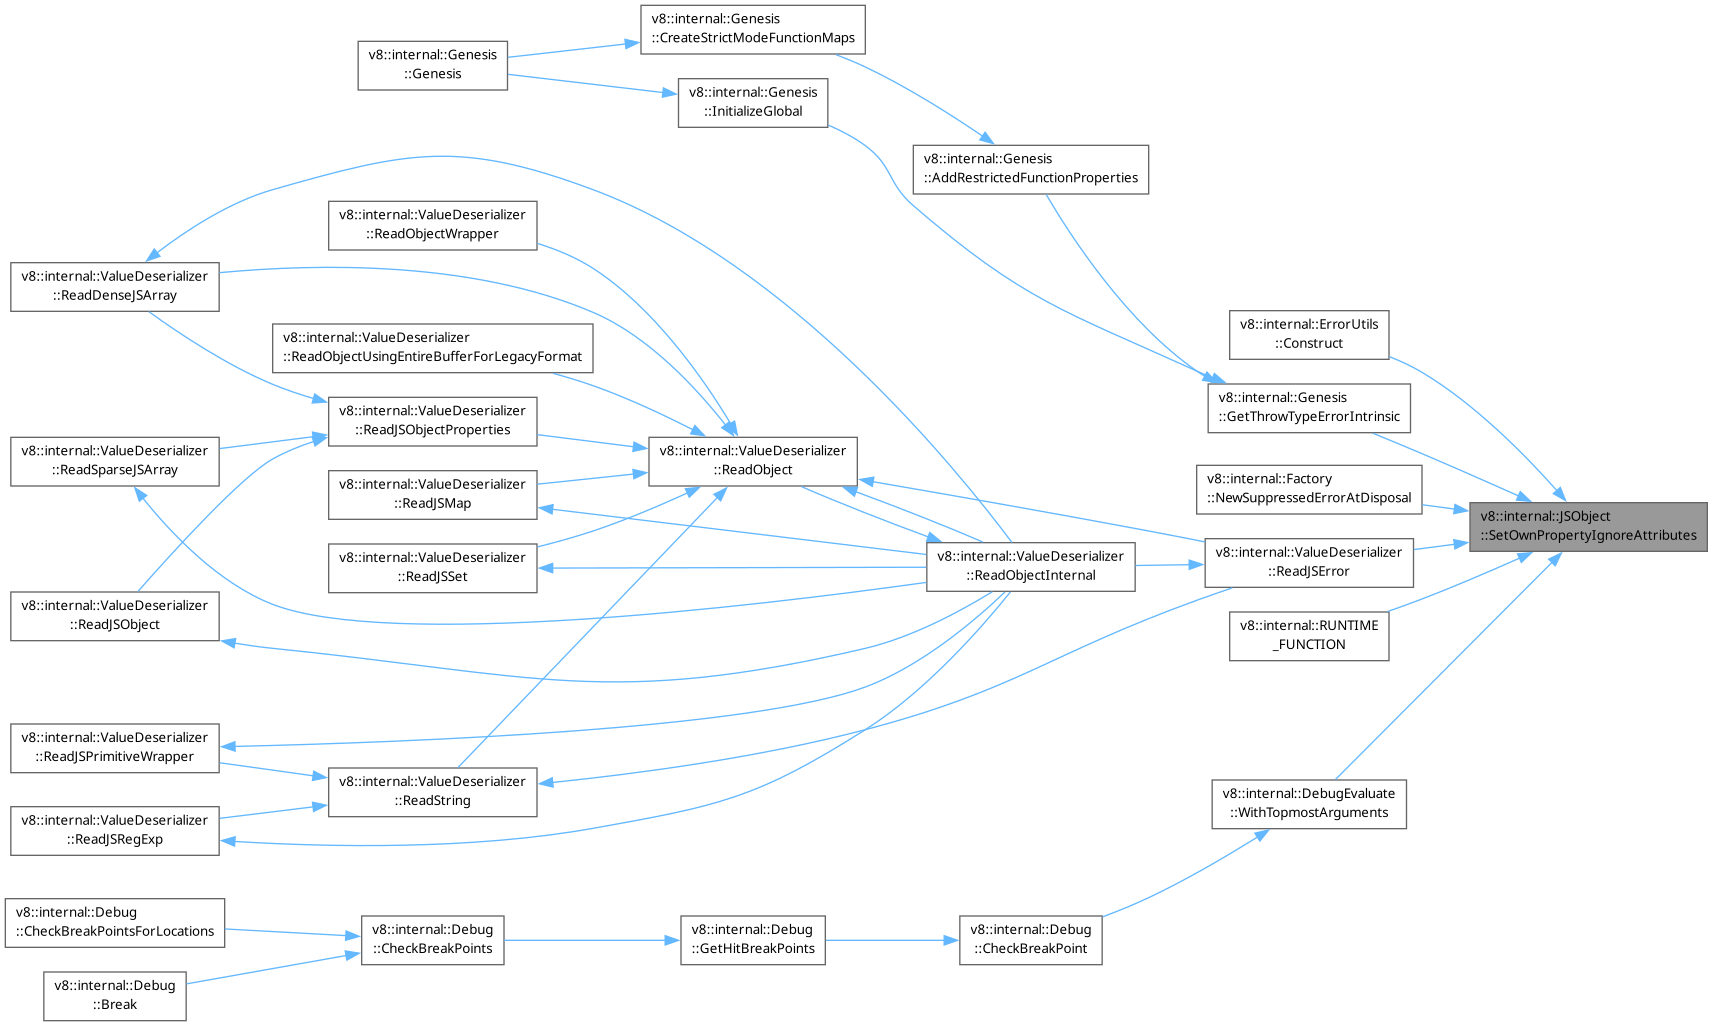 v8::internal::Genesis
::CreateStrictModeFunctionMaps
v8::internal::Genesis
::Genesis
v8::internal::Genesis
::InitializeGlobal
v8::internal::Genesis
::AddRestrictedFunctionProperties
v8::internal::ValueDeserializer
::ReadObjectWrapper
v8::internal::ValueDeserializer
::ReadDenseJSArray
v8::internal::ValueDeserializer
::ReadObjectUsingEntireBufferForLegacyFormat
v8::internal::ErrorUtils
::Construct
v8::internal::Genesis
::GetThrowTypeErrorIntrinsic
v8::internal::ValueDeserializer
::ReadJSObjectProperties
v8::internal::ValueDeserializer
::ReadSparseJSArray
v8::internal::ValueDeserializer
::ReadObject
v8::internal::Factory
::NewSuppressedErrorAtDisposal
v8::internal::ValueDeserializer
::ReadJSMap
v8::internal::JSObject
::SetOwnPropertyIgnoreAttributes
v8::internal::ValueDeserializer
::ReadJSSet
v8::internal::ValueDeserializer
::ReadObjectInternal
v8::internal::ValueDeserializer
::ReadJSError
v8::internal::ValueDeserializer
::ReadJSObject
v8::internal::RUNTIME
_FUNCTION
v8::internal::ValueDeserializer
::ReadJSPrimitiveWrapper
v8::internal::ValueDeserializer
::ReadString
v8::internal::DebugEvaluate
::WithTopmostArguments
v8::internal::ValueDeserializer
::ReadJSRegExp
v8::internal::Debug
::CheckBreakPointsForLocations
v8::internal::Debug
::CheckBreakPoints
v8::internal::Debug
::GetHitBreakPoints
v8::internal::Debug
::CheckBreakPoint
v8::internal::Debug
::Break